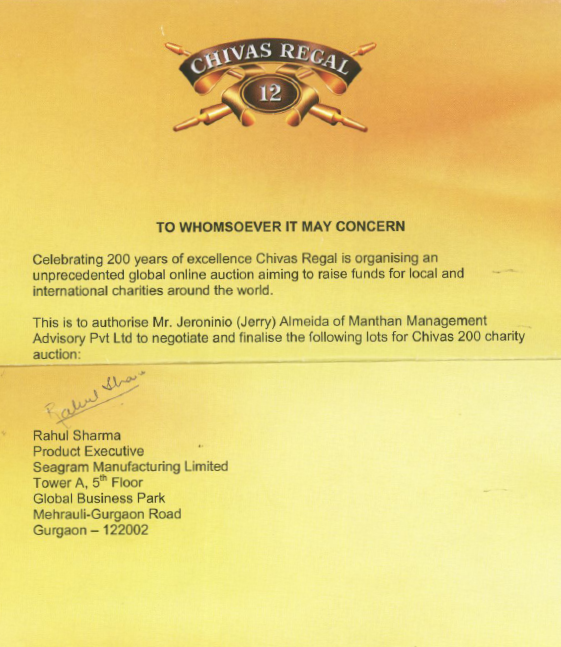 CHIVAS REGAL
12
TO WHOMSOEVER IT MAY CONCERN
Celebrating 200 years of excellence Chivas Regal is organising an
unprecedented global online auction aiming to raise funds for local and
international charities around the world.
This is to authorise Mr. Jeroninio (Jerry) Almeida of Manthan Management
Advisory Pvt Ltd to negotiate and finalise the following lots for Chivas 200 charity
auction:
Rahul Sharma
Rahul Sharma
Product Executive
Seagram Manufacturing Limited
Tower A, 5th Floor
Global Business Park
Mehrauli-Gurgaon Road
Gurgaon – 122002